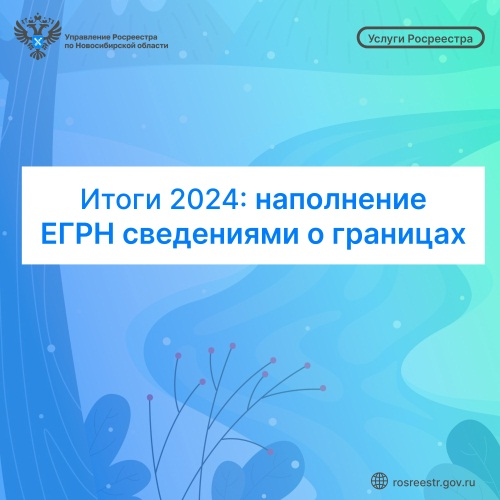 Управление Росреестра
по Новосибирской области
Услуги Росреестра
Итоги 2024: наполнение
ЕГРН сведениями о границах
rosreestr.gov.ru